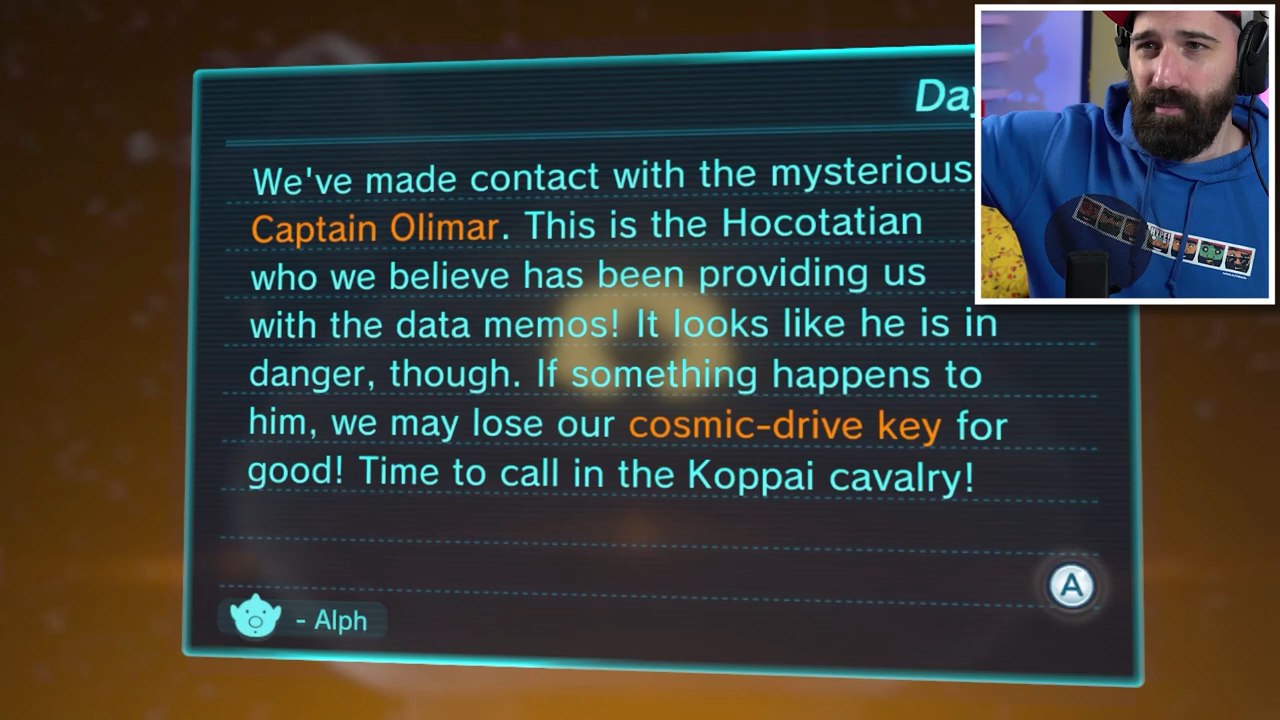 Day
We've made contact with the mysterious
Captain Olimar. This is the Hocotatian
who we believe has been providing us
with the data memos! It looks like he is in
danger, though. If something happens to
him, we may lose our cosmic-drive key for
good! Time to call in the Koppai cavalry!
A
- Alph